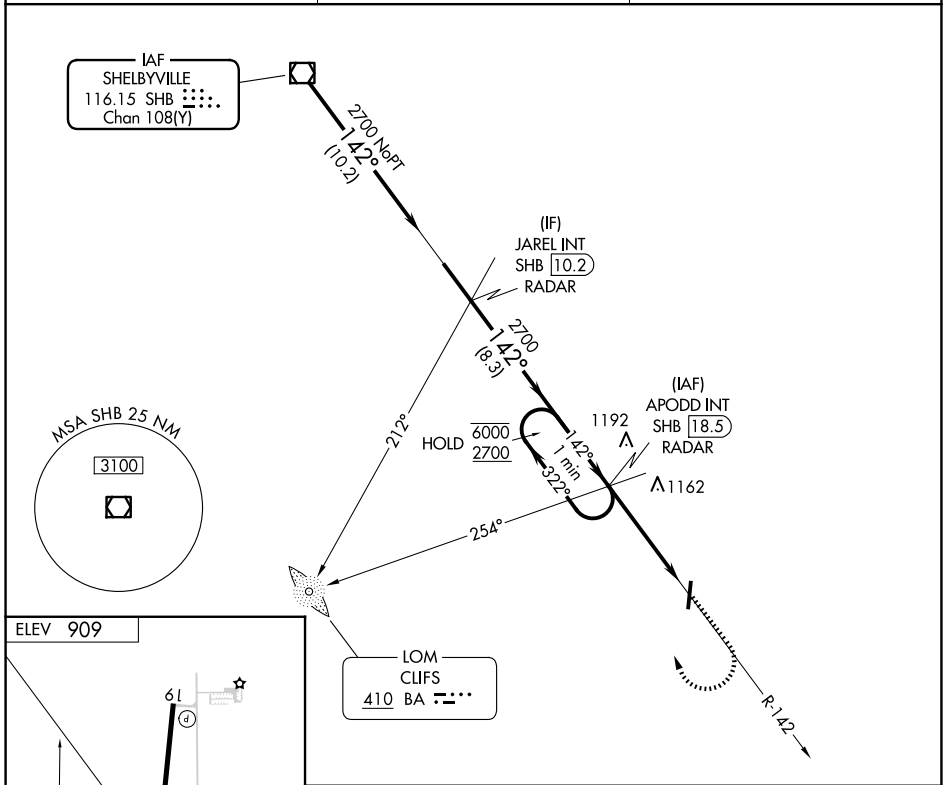 IAF
SHELBYVILLE
116.15 SHB
Chan 108(Y)
2700 NoPT
142°
(10.2)
(IF)
JAREL INT
SHB 10.2
RADAR
2700
142°
(8.3)
(IAF)
APODD INT
SHB 18.5
RADAR
1192
1162
HOLD 6000
2700
142°
1 min
322°
212°
254°
MSA SHB 25 NM
3100
LOM
CLIFS
410 BA
R-142
ELEV 909
19
P